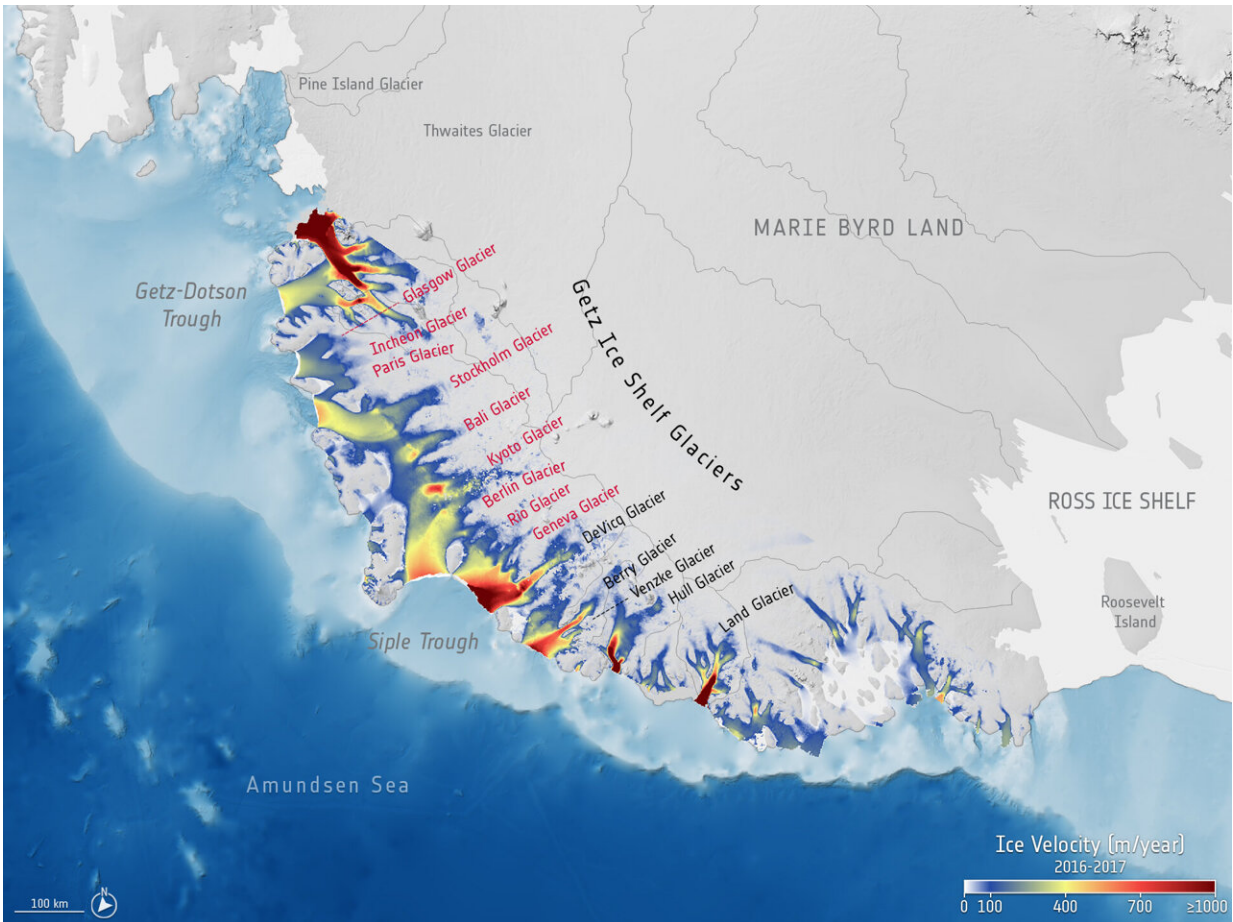 Pine Island Glacier
Thwaites Glacier
MARIE BYRD LAND
Getz-Dotson
Trough
Glasgow Glacier
Incheon Glacier
Paris Glacier
Stockholm Glacier
Getz Ice Shelf Glaciers
Bali Glacier
Kyoto Glacier
Berlin Glacier
Rio Glacier
Geneva Glacier
DeVicq Glacier
ROSS ICE SHELF
Berry Glacier
Venzke Glacier
Hull Glacier
Land Glacier
Roosevelt
Island
Siple Trough
Amundsen Sea
Ice Velocity (m/year)
2016-2017
0 100 400 700 ≥1000
100 km
N